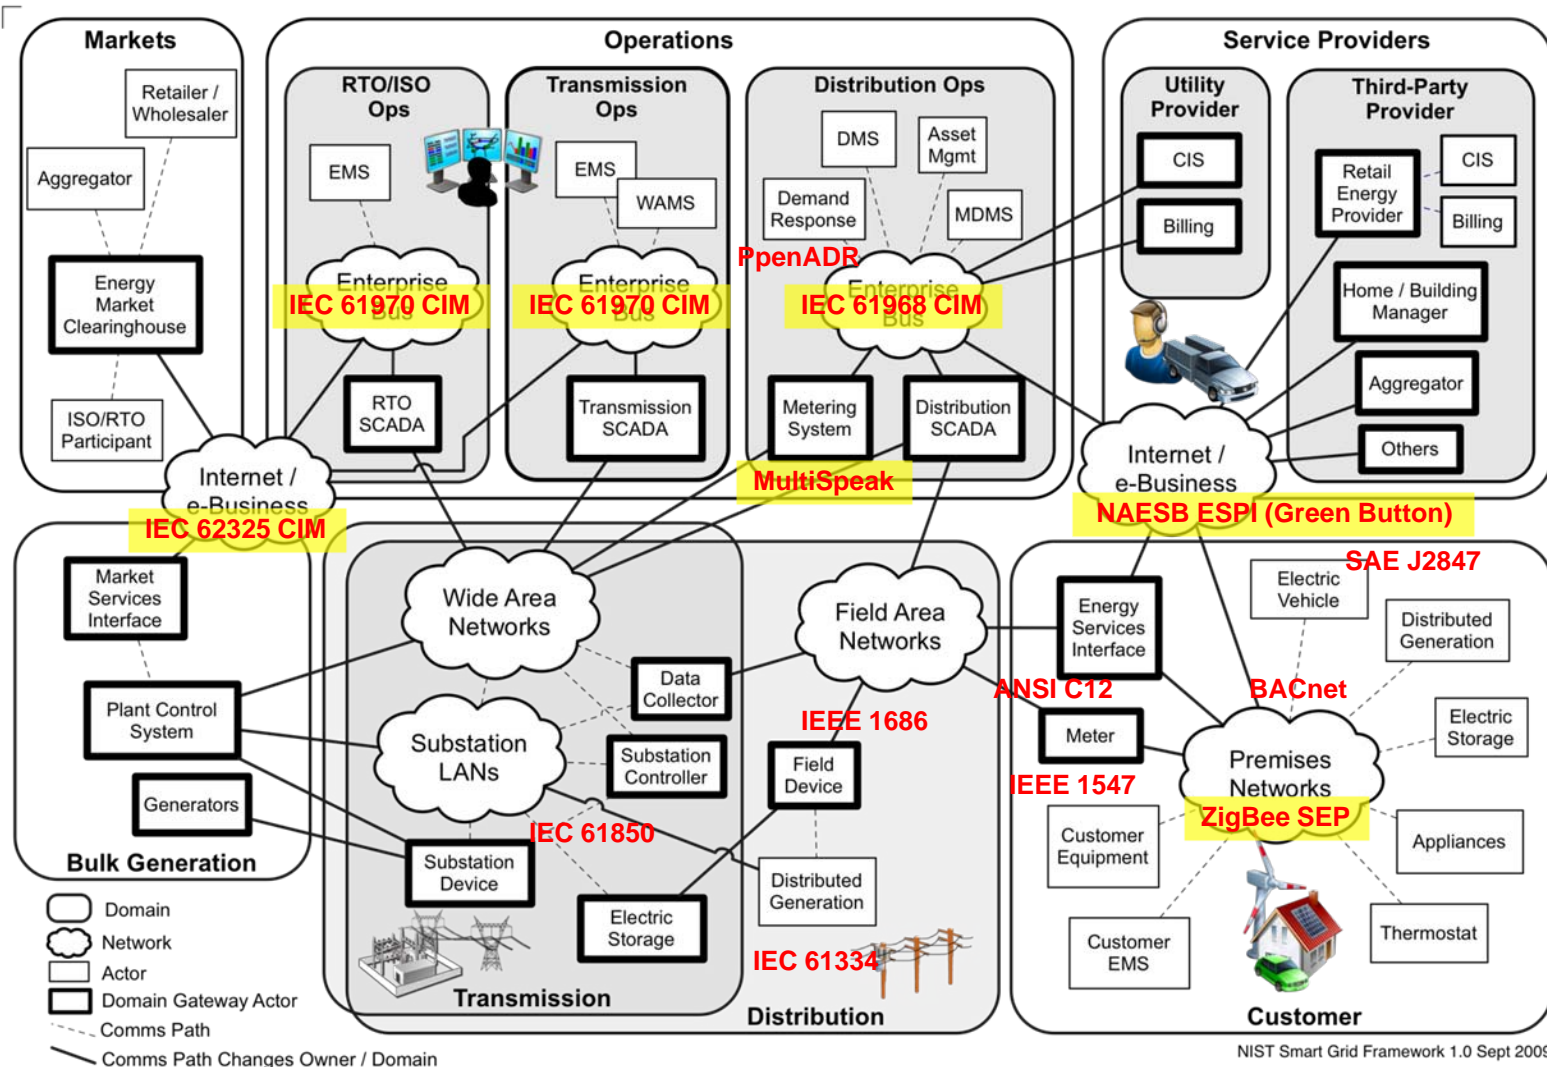 Markets
Retailer /
Wholesaler
Aggregator
Energy
Market
Clearinghouse
ISO/RTO
Participant
Internet /
e-Business
IEC 62325 CIM
Operations
RTO/ISO
Ops
EMS
Enterprise
Bus
IEC 61970 CIM
RTO
SCADA
Transmission
Ops
EMS
WAMS
Enterprise
Bus
IEC 61970 CIM
Transmission
SCADA
Distribution Ops
DMS
Asset
Mgmt
Demand
Response
MDMS
PpenADR
Enterprise
Bus
IEC 61968 CIM
Metering
System
Distribution
SCADA
MultiSpeak
Service Providers
Utility
Provider
CIS
Billing
Third-Party
Provider
Retail
Energy
Provider
CIS
Billing
Home / Building
Manager
Aggregator
Others
Internet /
e-Business
NAESB ESPI (Green Button)
Market
Services
Interface
Plant Control
System
Generators
Bulk Generation
Wide Area
Networks
Data
Collector
Substation
LANs
Substation
Controller
IEC 61850
Substation
Device
Electric
Storage
Transmission
Field Area
Networks
IEEE 1686
Field
Device
Distributed
Generation
IEC 61334
Distribution
SAE J2847
Electric
Vehicle
Energy
Services
Interface
Distributed
Generation
ANSI C12
BACnet
Meter
Electric
Storage
IEEE 1547
Premises
Networks
ZigBee SEP
Customer
Equipment
Appliances
Customer
EMS
Thermostat
Customer
Domain
Network
Actor
Domain Gateway Actor
Comms Path
Comms Path Changes Owner / Domain
NIST Smart Grid Framework 1.0 Sept 2009